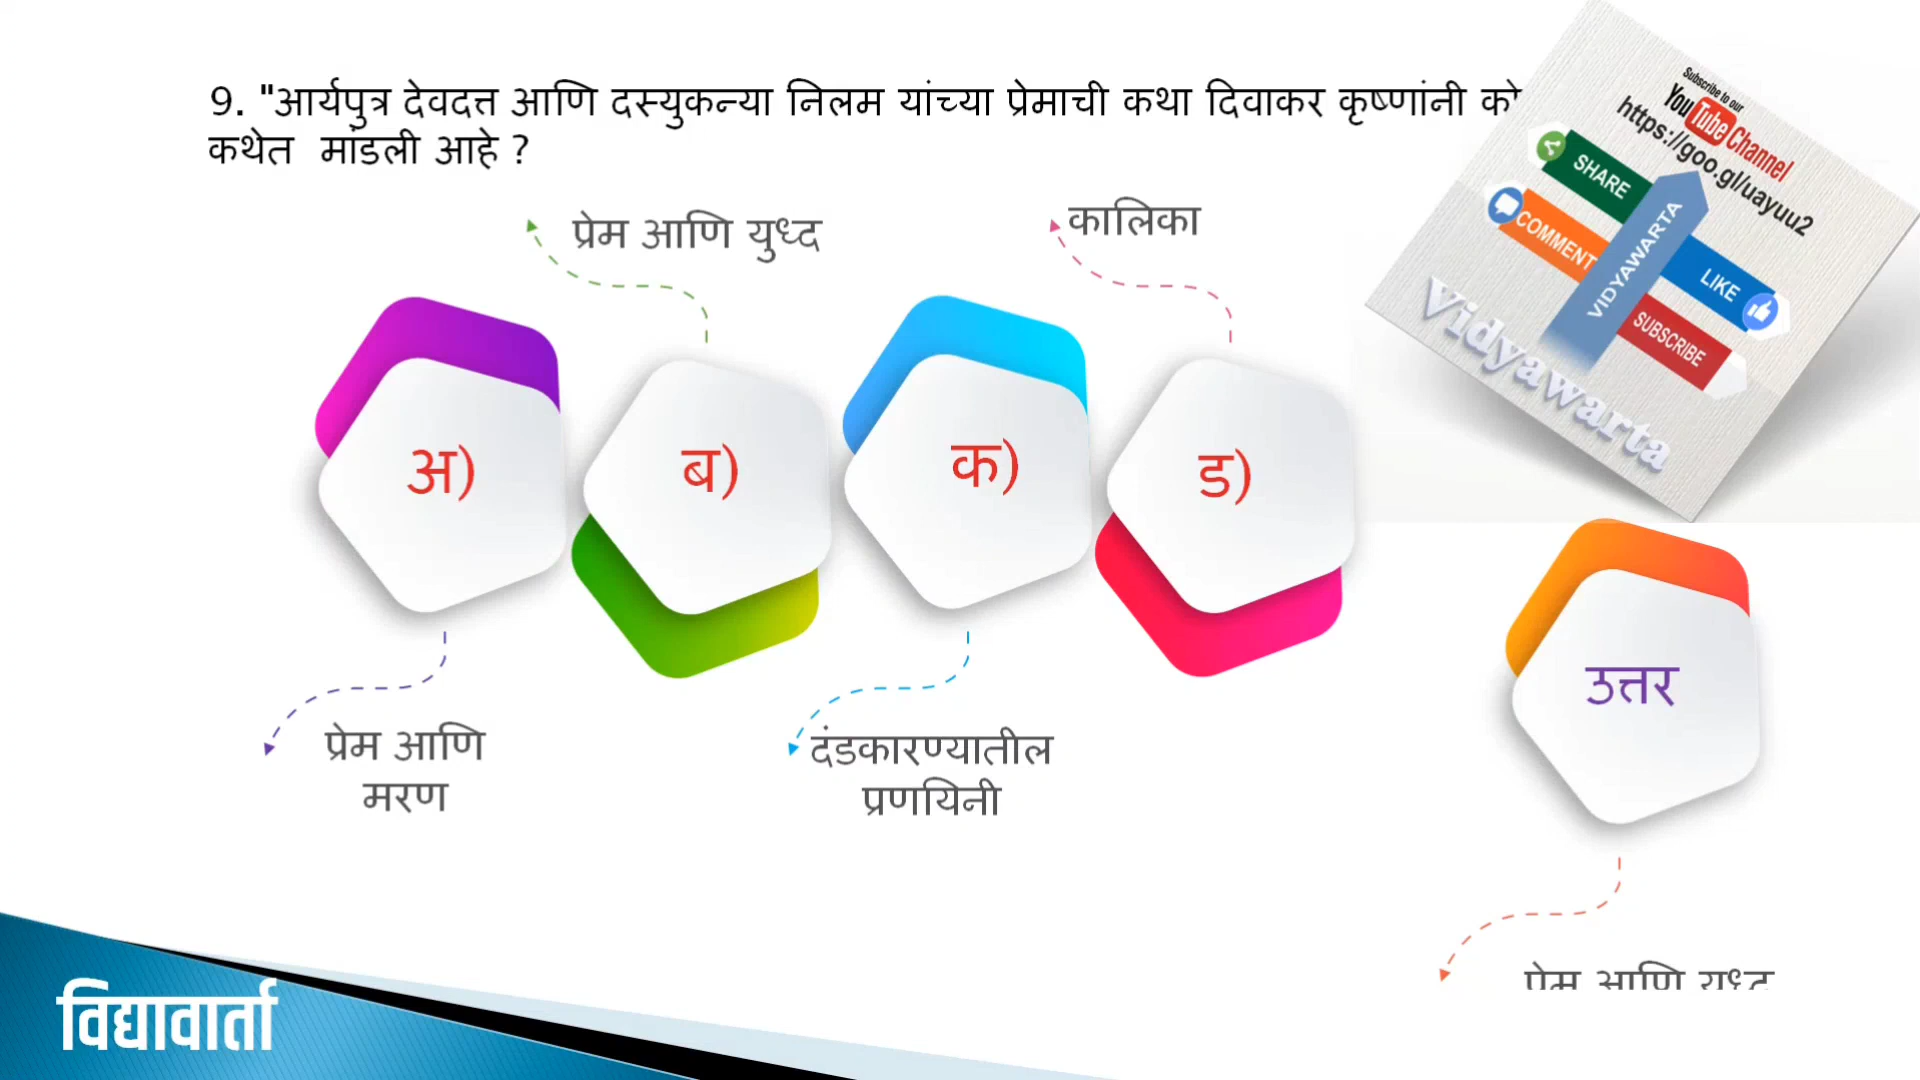 9. "आर्यपुत्र देवदत्त आणि दस्युकन्या निलम यांच्या प्रेमाची कथा दिवाकर कृष्णांनी को
कथेत मांडली आहे ?
प्रेम आणि युध्द
कालिका
अ)
ब)
क)
ड)
प्रेम आणि
मरण
दंडकारण्यातील
प्रणयिनी
उत्तर
प्रेम आणि युध्द
विद्यावार्ता
Subscribe to our
YouTube Channel
https://goo.gl/uayuu2
SHARE
COMMENT
VIDYAWARTA
LIKE
SUBSCRIBE
Vidyawarta